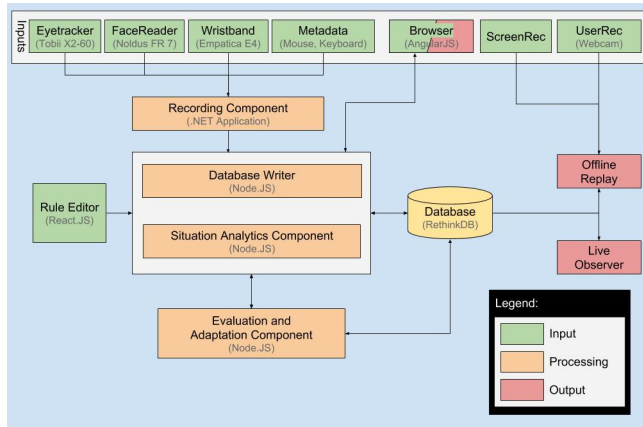 Inputs
Eyetracker
(Tobii X2-60)
FaceReader
(Noldus FR 7)
Wristband
(Empatica E4)
Metadata
(Mouse, Keyboard)
Browser
(AngularJS)
ScreenRec
UserRec
(Webcam)
Recording Component
(.NET Application)
Database Writer
(Node.JS)
Situation Analytics Component
(Node.JS)
Rule Editor
(React.JS)
Database
(RethinkDB)
Offline
Replay
Live
Observer
Evaluation and
Adaptation Component
(Node.JS)
Legend:
Input
Processing
Output